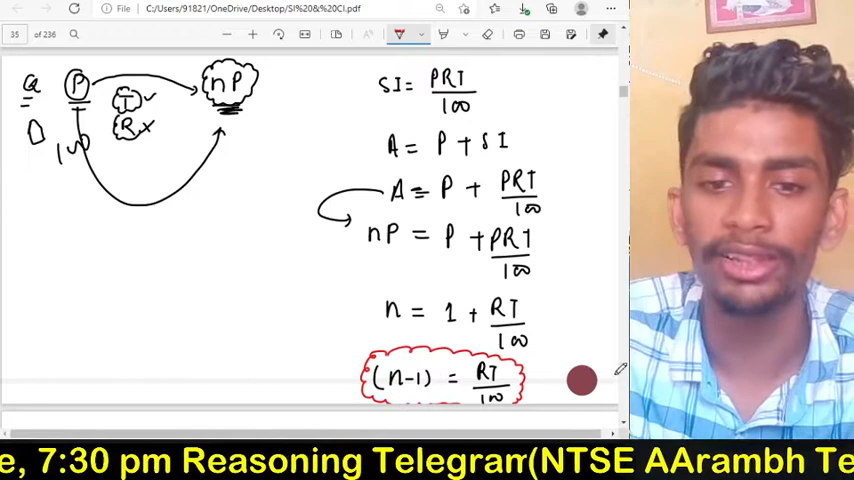 File C:/Users/91821/OneDrive/Desktop/SI%20&%20CI.pdf
35 of 236
Q P nP
T
R
100
SI = PRT/100
A = P + SI
A = P + PRT/100
nP = P + PRT/100
n = 1 + RT/100
(n-1) = RT/100
e, 7:30 pm Reasoning Telegram(NTSE AArambh Te